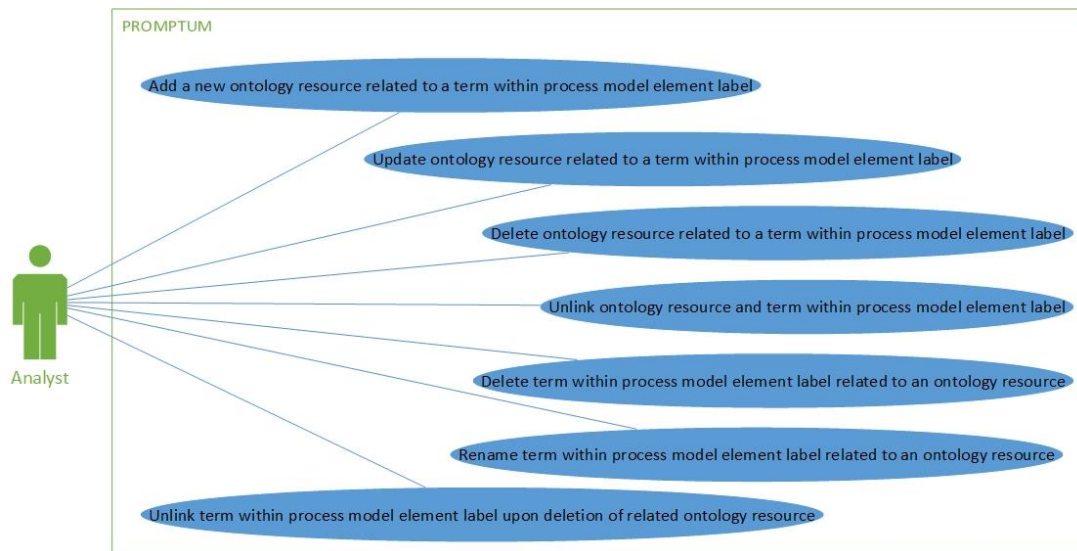 PROMPTUM
Add a new ontology resource related to a term within process model element label
Update ontology resource related to a term within process model element label
Delete ontology resource related to a term within process model element label
Unlink ontology resource and term within process model element label
Analyst
Delete term within process model element label related to an ontology resource
Rename term within process model element label related to an ontology resource
Unlink term within process model element label upon deletion of related ontology resource